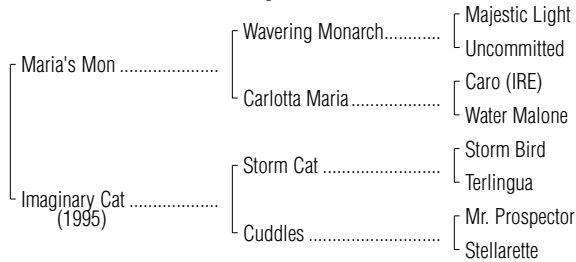 Majestic Light
Wavering Monarch............
Uncommitted
Maria's Mon .....................
Caro (IRE)
Carlotta Maria...................
Water Malone
Storm Bird
Storm Cat .........................
Terlingua
Imaginary Cat ...................
(1995)
Mr. Prospector
Cuddles ............................
Stellarette